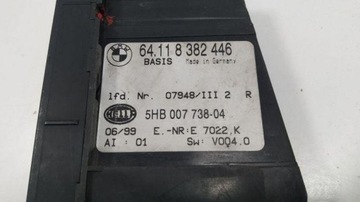 BMW
64.11 8 382 446
BASIS Made in Germany
lfd. Nr. 07948/III 2 R
HELLA 5HB 007 738-04
06/99 E.-NR:E 7022.K
AI : 01 SW: V004.0